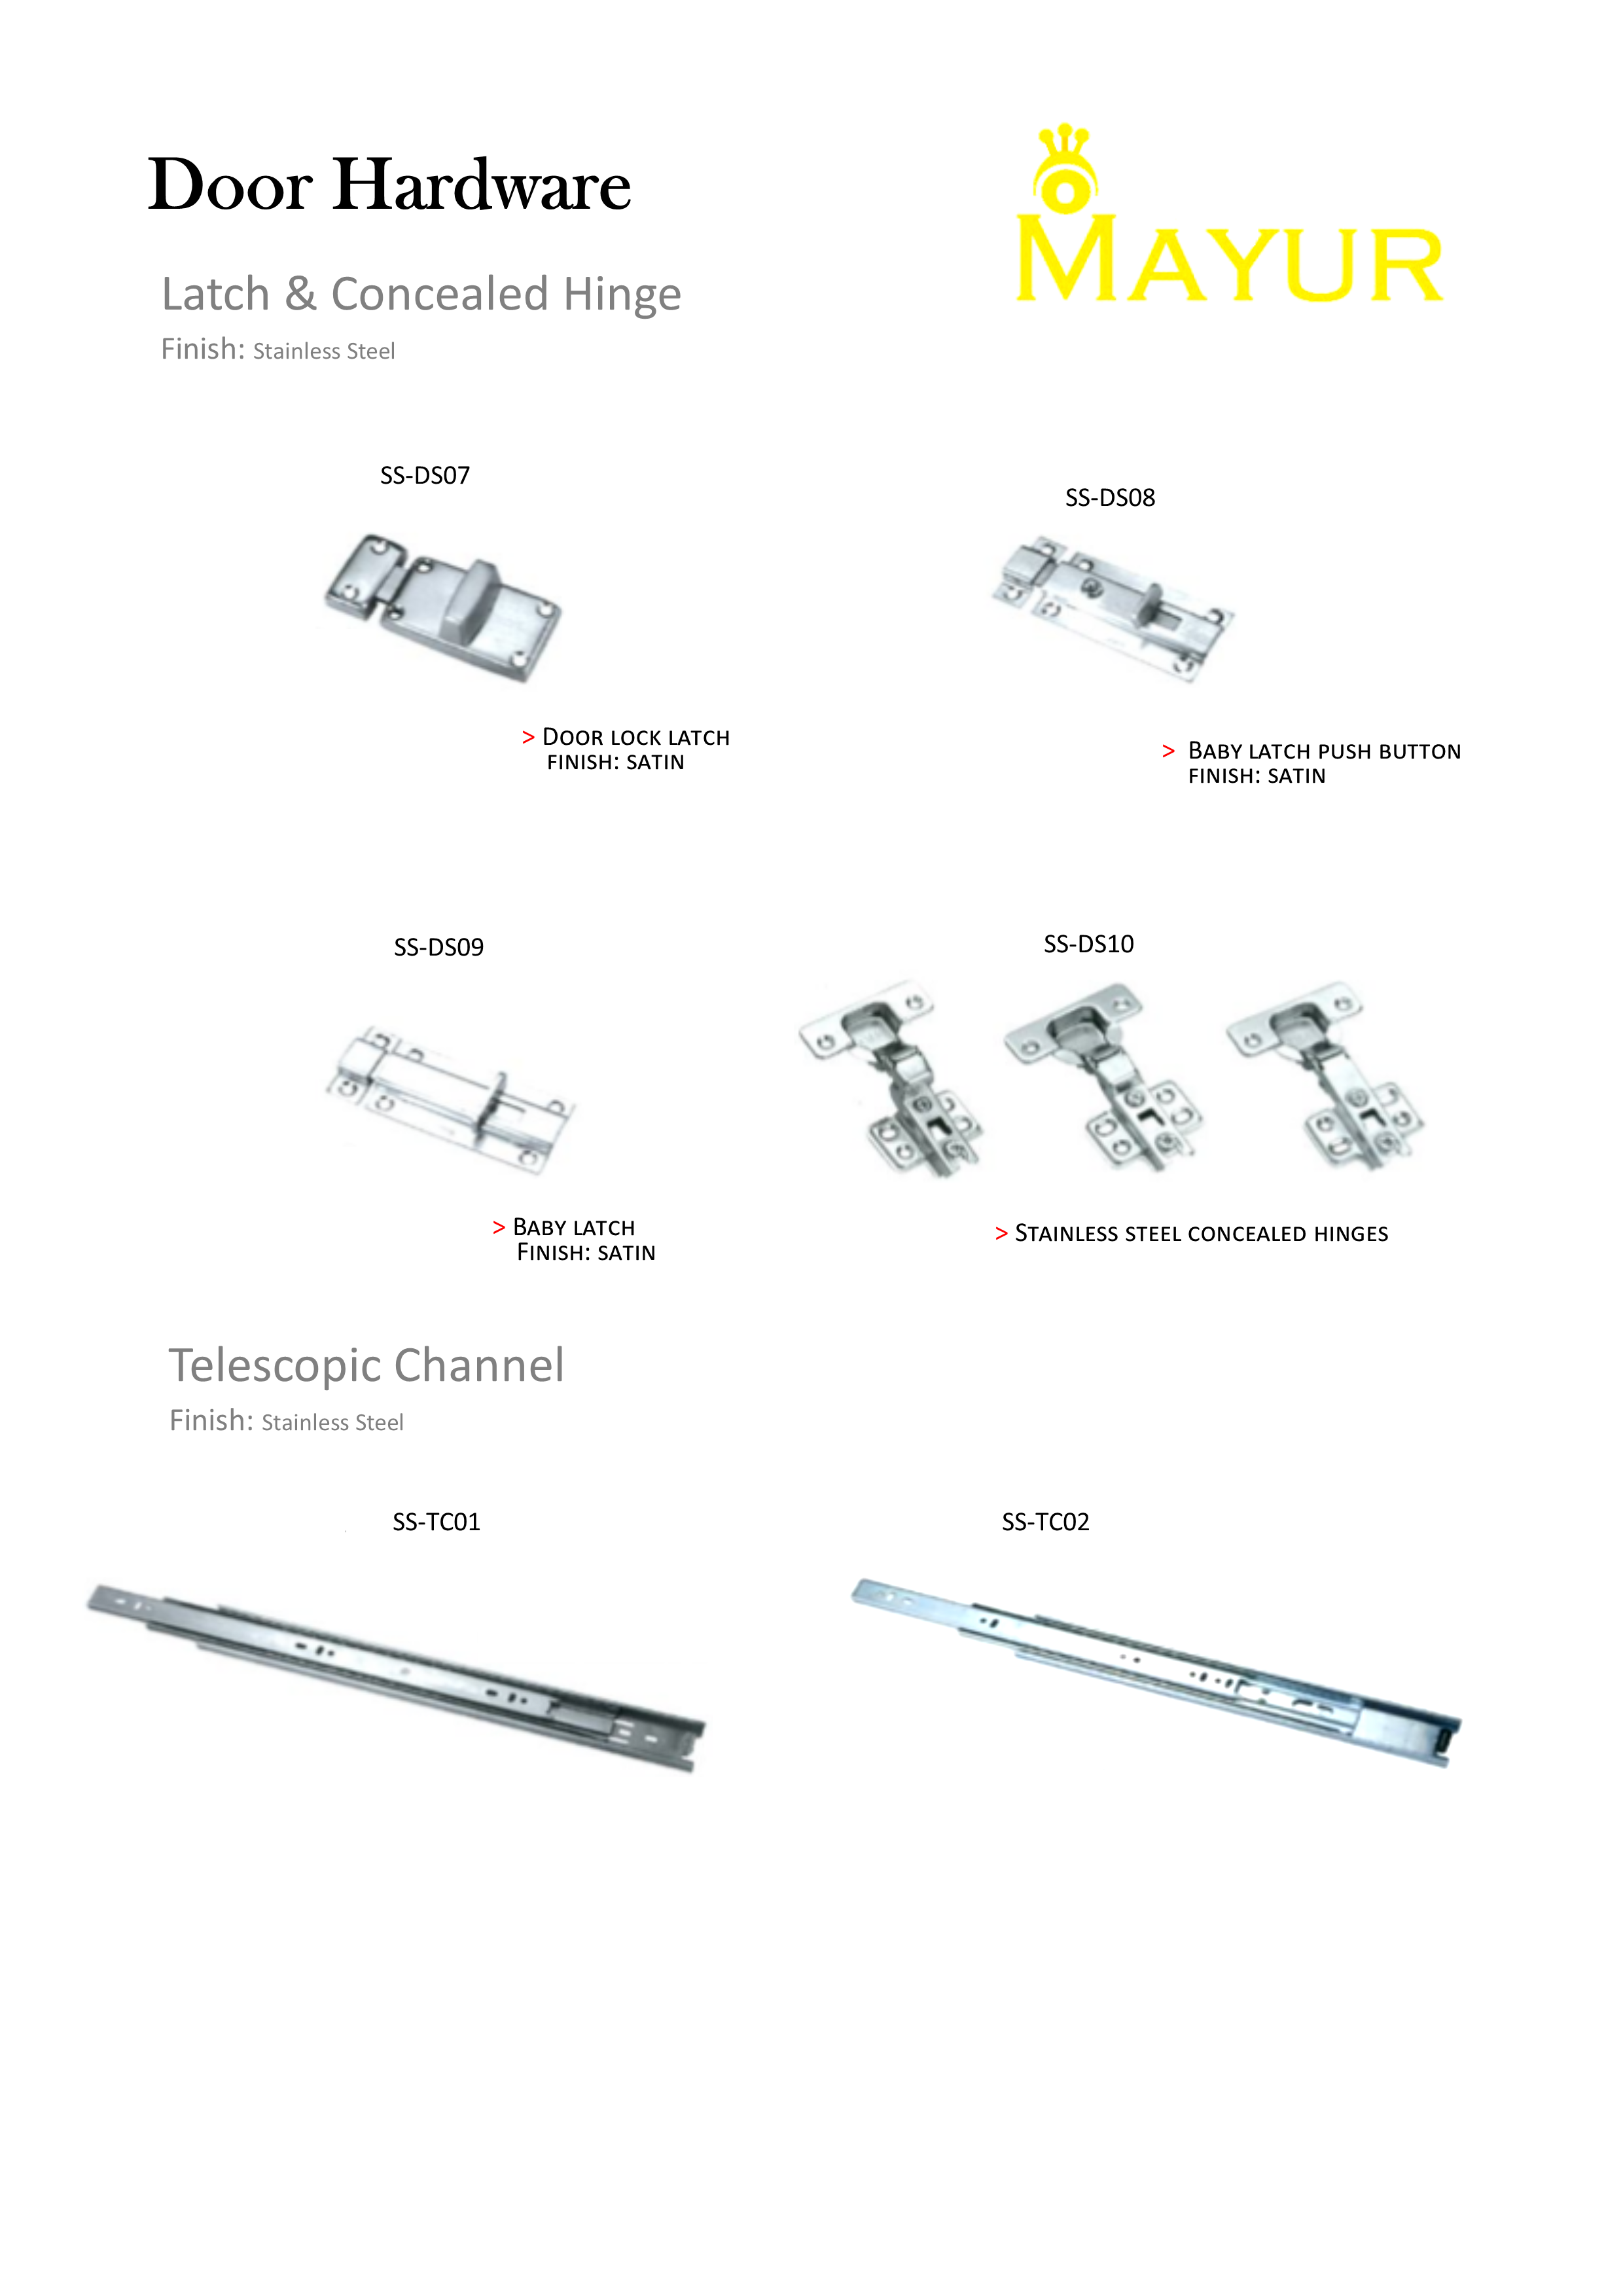 Door Hardware
MAYUR
Latch & Concealed Hinge
Finish: Stainless Steel
SS-DS07
SS-DS08
> DOOR LOCK LATCH
FINISH: SATIN
> BABY LATCH PUSH BUTTON
FINISH: SATIN
SS-DS09
SS-DS10
> BABY LATCH
FINISH: SATIN
> STAINLESS STEEL CONCEALED HINGES
Telescopic Channel
Finish: Stainless Steel
SS-TC01
SS-TC02